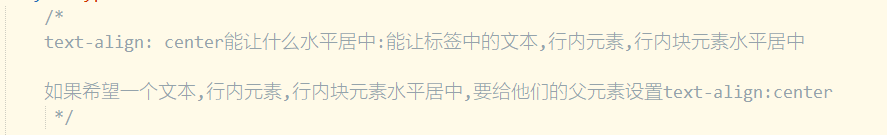 /*
text-align: center能让什么水平居中:能让标签中的文本,行内元素,行内块元素水平居中
如果希望一个文本,行内元素,行内块元素水平居中,要给他们的父元素设置text-align:center
*/